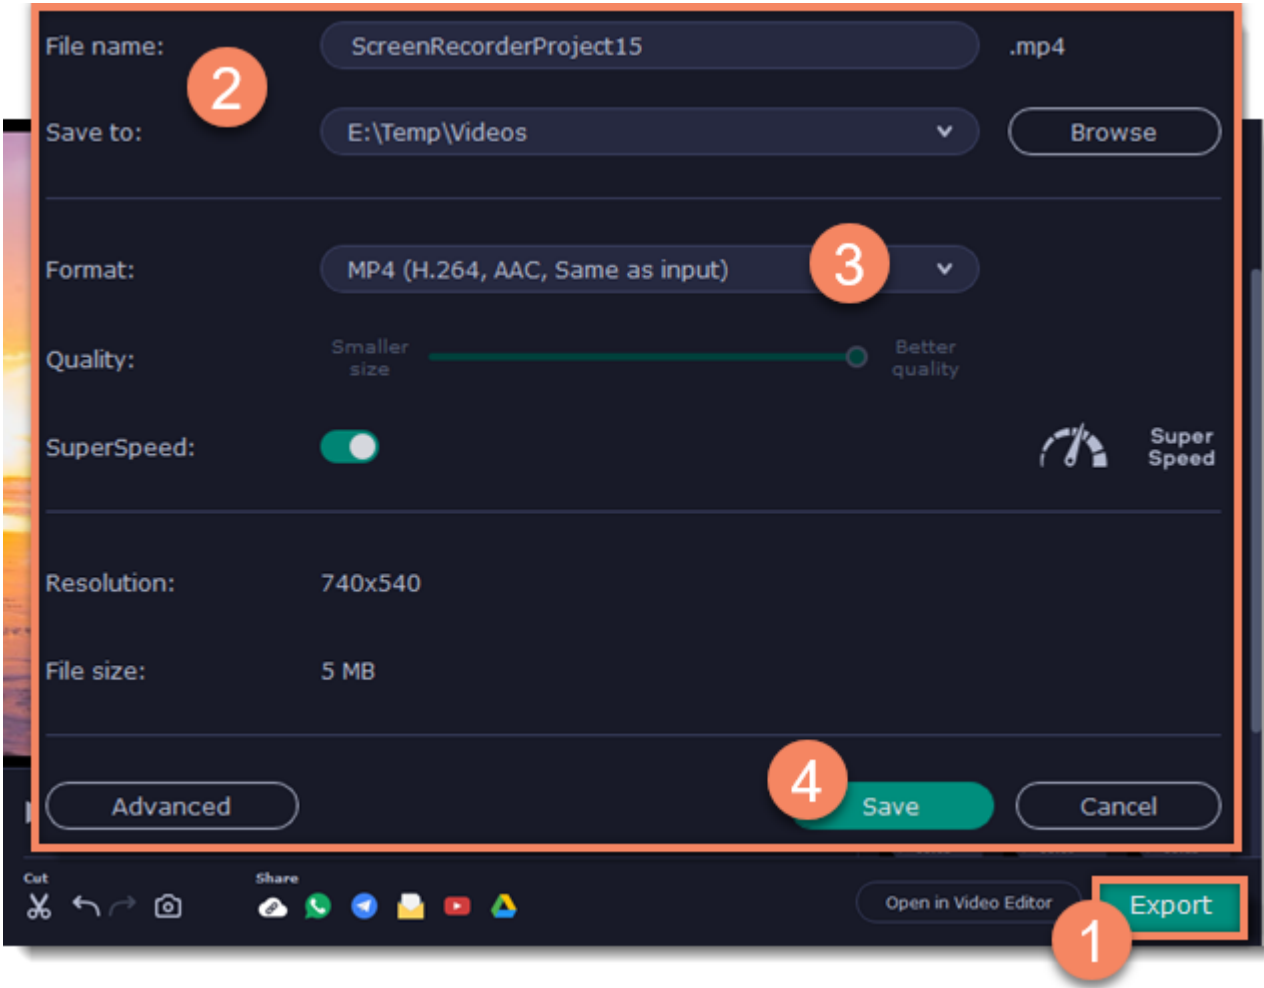 File name:
ScreenRecorderProject15
.mp4
2
Save to:
E:\Temp\Videos
Browse
Format:
MP4 (H.264, AAC, Same as input)
3
Quality:
Smaller
size
Better
quality
SuperSpeed:
Super
Speed
Resolution:
740x540
File size:
5 MB
Advanced
4
Save
Cancel
Cut
Share
Open in Video Editor
Export
1